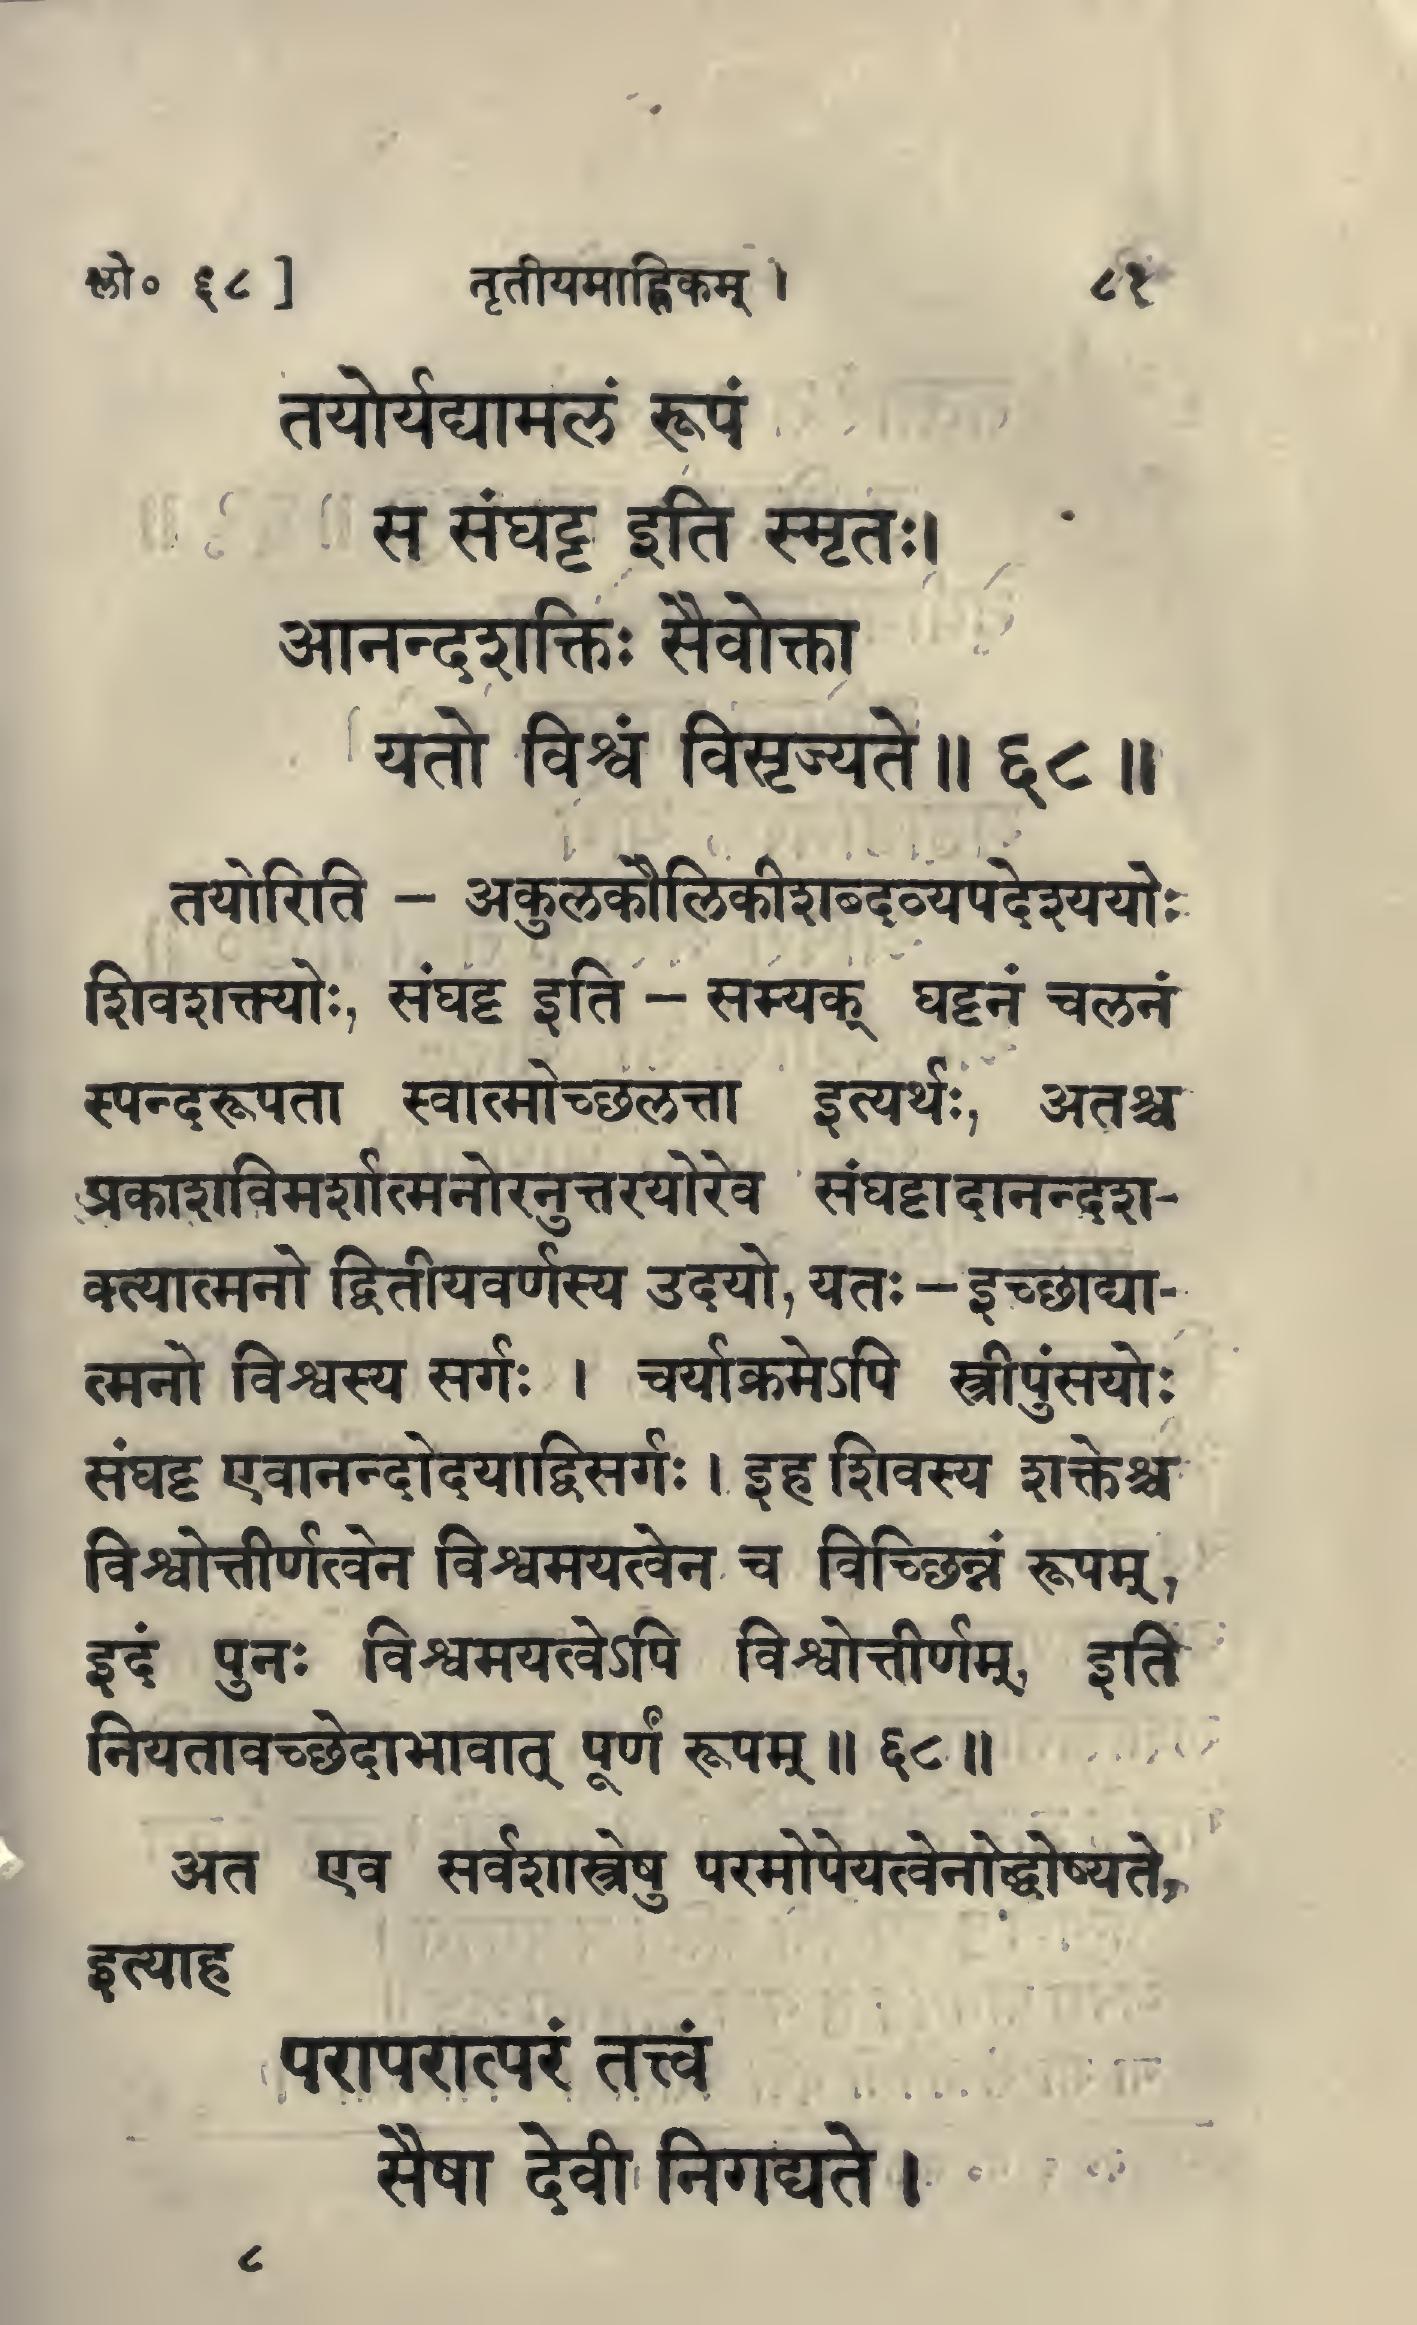 श्लो० ६८ ] तृतीयमाह्निकम् । ८१
तयोर्यद्यामलं रूपं
स संघट्ट इति स्मृतः।
आनन्दशक्तिः सैवोक्ता
यतो विश्वं विसृज्यते ॥ ६८ ॥
तयोरिति – अकुलकौलिकीशब्दव्यपदेश्ययोः
शिवशक्त्योः, संघट्ट इति – सम्यक् घट्टनं चलनं
स्पन्दरूपता स्वात्मोच्छलत्ता इत्यर्थः, अतश्च
प्रकाशविमर्शात्मनोरनुत्तरयोरेव संघट्टादानन्दश-
क्त्यात्मनो द्वितीयवर्णस्य उदयो, यतः – इच्छाद्या-
त्मनो विश्वस्य सर्गः । चर्याक्रमेऽपि स्त्रीपुंसयोः
संघट्ट एवानन्दोदयाद्विसर्गः । इह शिवस्य शक्तेश्च
विश्वोत्तीर्णत्वेन विश्वमयत्वेन च विच्छिन्नं रूपम्,
इदं पुनः विश्वमयत्वेऽपि विश्वोत्तीर्णम्, इति
नियतावच्छेदाभावात् पूर्णं रूपम् ॥ ६८ ॥
अत एव सर्वशास्त्रेषु परमोपेयत्वेनोद्घोष्यते,
इत्याह
परापरात्परं तत्त्वं
सैषा देवी निगद्यते ।
८